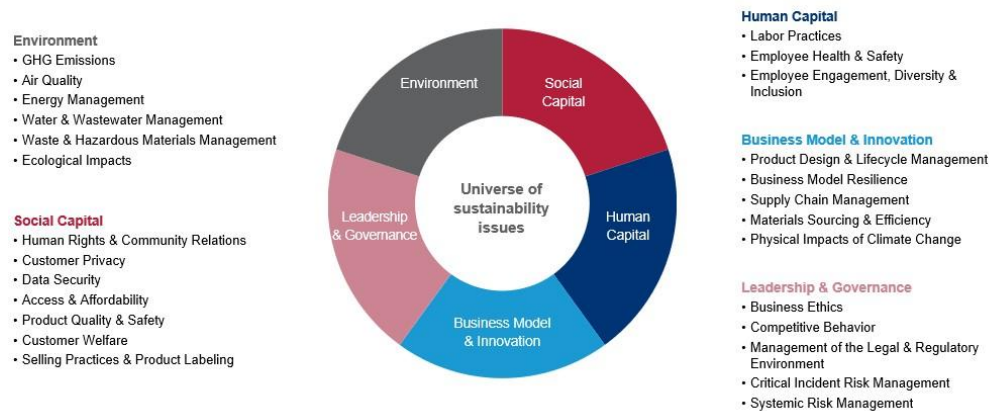 Environment
• GHG Emissions
• Air Quality
• Energy Management
• Water & Wastewater Management
• Waste & Hazardous Materials Management
• Ecological Impacts
Social Capital
• Human Rights & Community Relations
• Customer Privacy
• Data Security
• Access & Affordability
• Product Quality & Safety
• Customer Welfare
• Selling Practices & Product Labeling
Environment
Social
Capital
Leadership
& Governance
Universe of
sustainability
issues
Human
Capital
Business Model
& Innovation
Human Capital
• Labor Practices
• Employee Health & Safety
• Employee Engagement, Diversity &
Inclusion
Business Model & Innovation
• Product Design & Lifecycle Management
• Business Model Resilience
• Supply Chain Management
• Materials Sourcing & Efficiency
• Physical Impacts of Climate Change
Leadership & Governance
• Business Ethics
• Competitive Behavior
• Management of the Legal & Regulatory
Environment
• Critical Incident Risk Management
• Systemic Risk Management